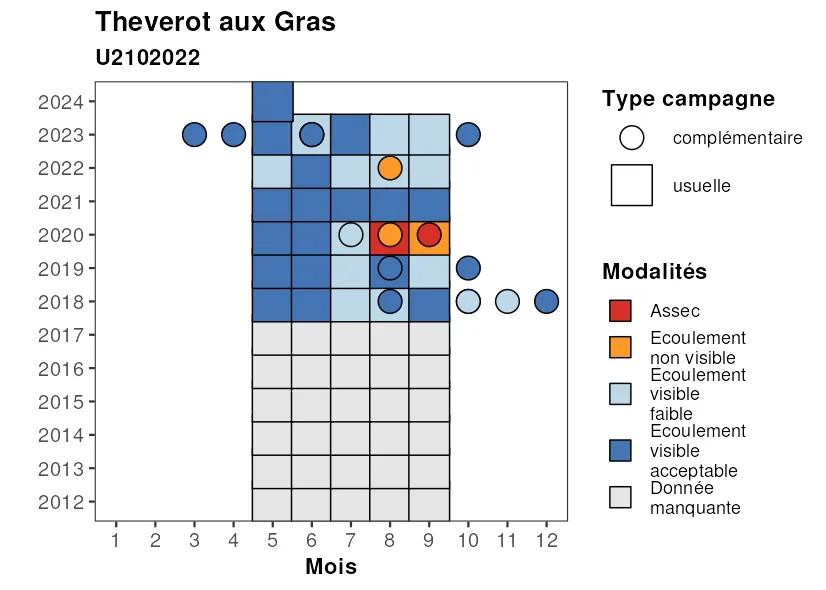 Theverot aux Gras
U2102022
2024
2023
2022
2021
2020
2019
2018
2017
2016
2015
2014
2013
2012
1 2 3 4 5 6 7 8 9 10 11 12
Mois
Type campagne
complémentaire
usuelle
Modalités
Assec
Ecoulement
non visible
Ecoulement
visible
faible
Ecoulement
visible
acceptable
Donnée
manquante